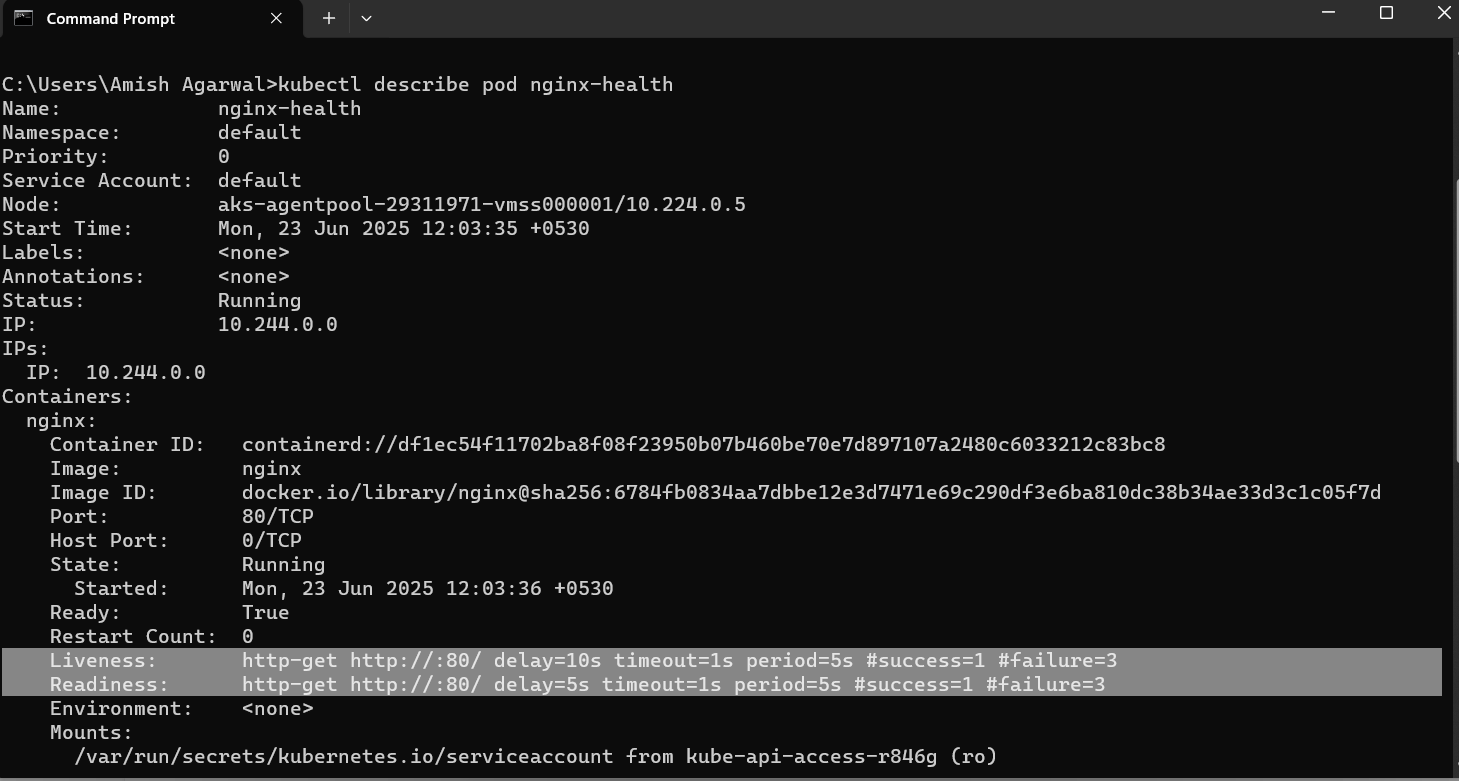 Command Prompt
C:\Users\Amish Agarwal>kubectl describe pod nginx-health
Name:             nginx-health
Namespace:        default
Priority:         0
Service Account:  default
Node:             aks-agentpool-29311971-vmss000001/10.224.0.5
Start Time:       Mon, 23 Jun 2025 12:03:35 +0530
Labels:           <none>
Annotations:      <none>
Status:           Running
IP:               10.244.0.0
IPs:
  IP:  10.244.0.0
Containers:
  nginx:
    Container ID:   containerd://df1ec54f11702ba8f08f23950b07b460be70e7d897107a2480c6033212c83bc8
    Image:          nginx
    Image ID:       docker.io/library/nginx@sha256:6784fb0834aa7dbbe12e3d7471e69c290df3e6ba810dc38b34ae33d3c1c05f7d
    Port:           80/TCP
    Host Port:      0/TCP
    State:          Running
      Started:      Mon, 23 Jun 2025 12:03:36 +0530
    Ready:          True
    Restart Count:  0
    Liveness:       http-get http://:80/ delay=10s timeout=1s period=5s #success=1 #failure=3
    Readiness:      http-get http://:80/ delay=5s timeout=1s period=5s #success=1 #failure=3
    Environment:    <none>
    Mounts:
      /var/run/secrets/kubernetes.io/serviceaccount from kube-api-access-r846g (ro)